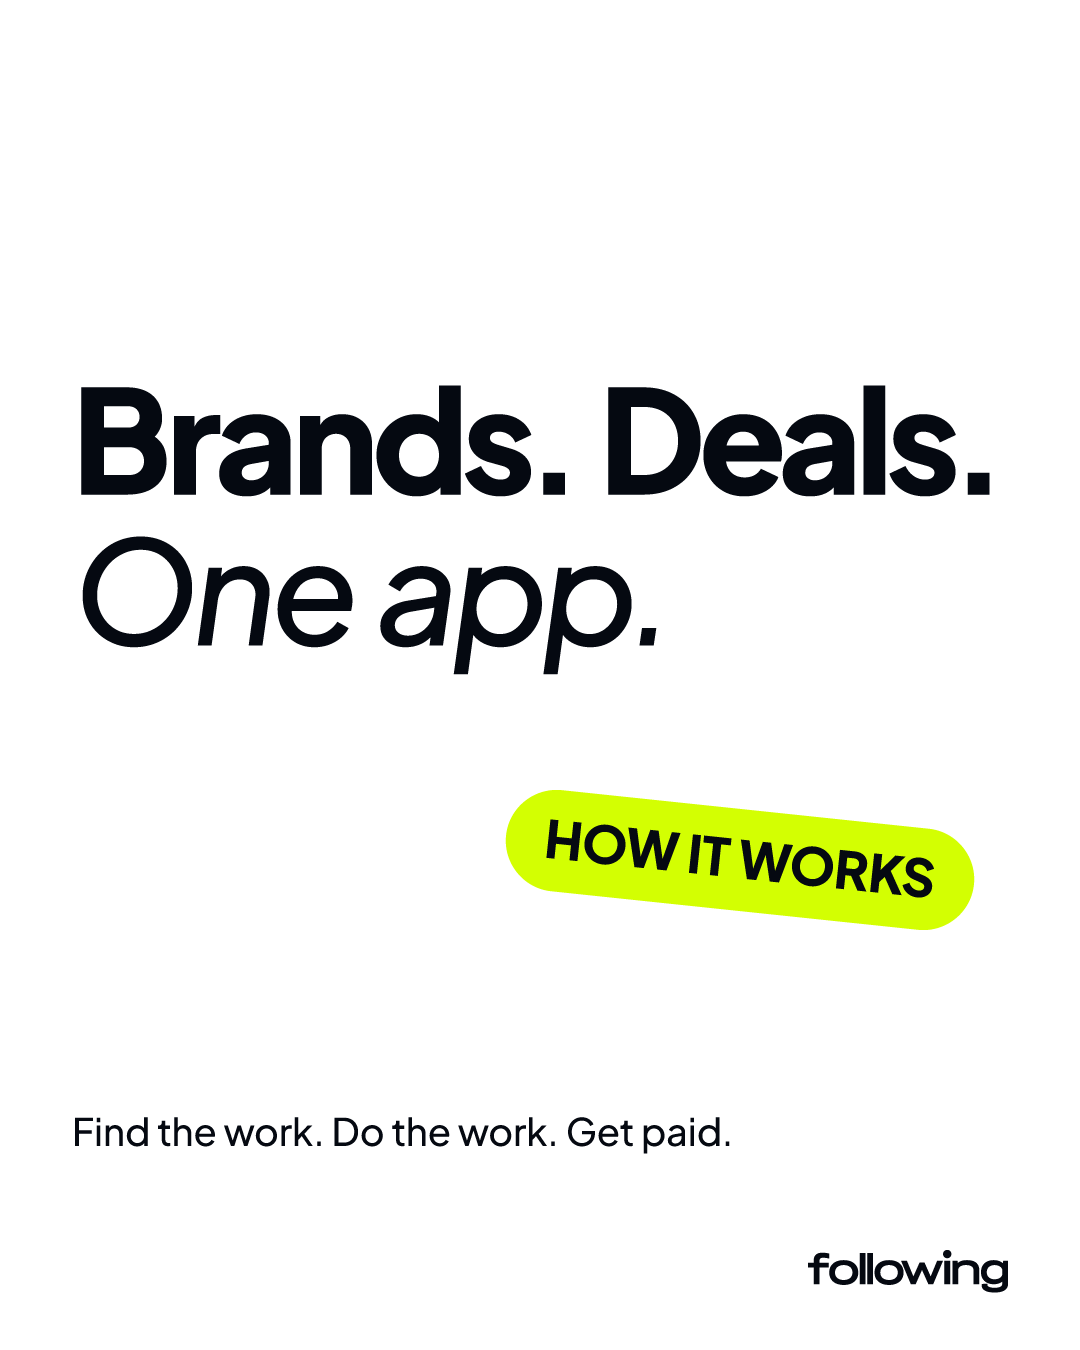 Brands. Deals.
One app.
HOW IT WORKS
Find the work. Do the work. Get paid.
following